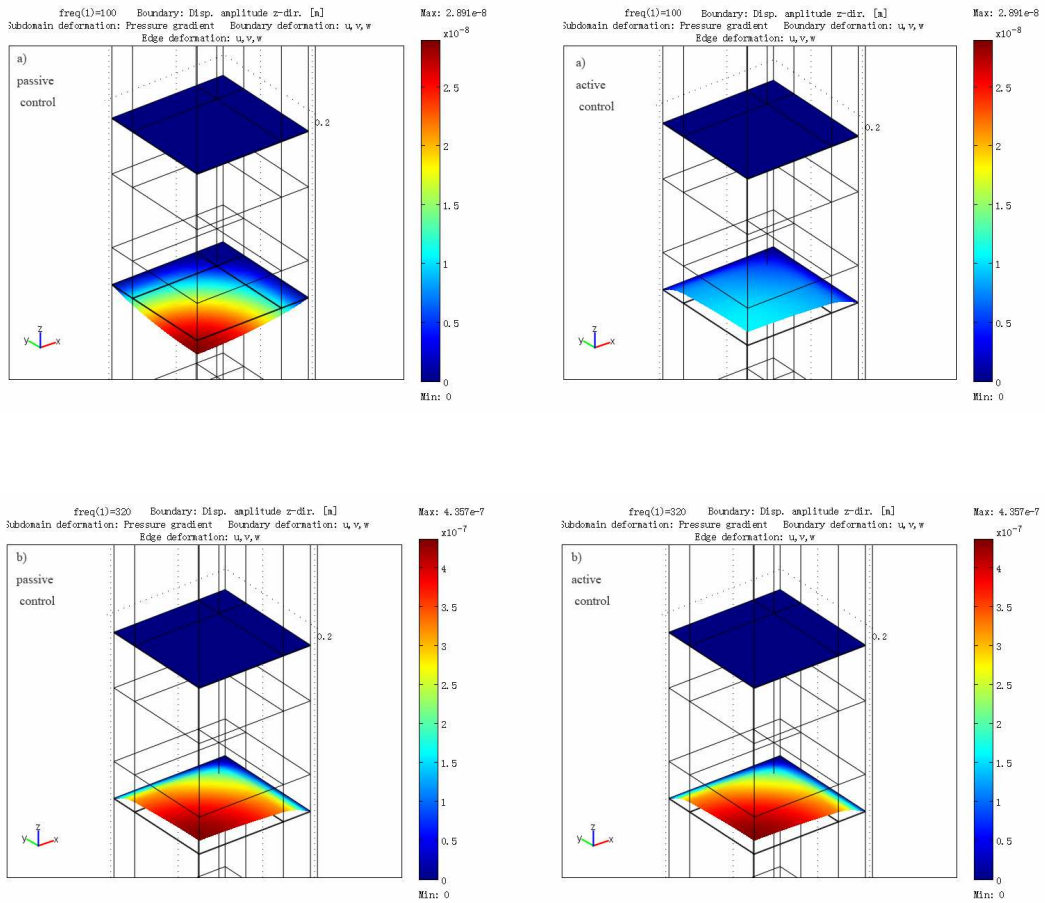 freq(1)=100 Boundary: Disp. amplitude z-dir. [m]
Subdomain deformation: Pressure gradient Boundary deformation: u,v,w
Edge deformation: u,v,w
Max: 2.891e-8
x10⁻⁸
a)
passive
control
0.2
2.5
2
1.5
1
0.5
0
Min: 0
z
y
x
freq(1)=100 Boundary: Disp. amplitude z-dir. [m]
Subdomain deformation: Pressure gradient Boundary deformation: u,v,w
Edge deformation: u,v,w
Max: 2.891e-8
x10⁻⁸
a)
active
control
0.2
2.5
2
1.5
1
0.5
0
Min: 0
z
y
x
freq(1)=320 Boundary: Disp. amplitude z-dir. [m]
Subdomain deformation: Pressure gradient Boundary deformation: u,v,w
Edge deformation: u,v,w
Max: 4.357e-7
x10⁻⁷
b)
passive
control
0.2
4
3.5
3
2.5
2
1.5
1
0.5
0
Min: 0
z
y
x
freq(1)=320 Boundary: Disp. amplitude z-dir. [m]
Subdomain deformation: Pressure gradient Boundary deformation: u,v,w
Edge deformation: u,v,w
Max: 4.357e-7
x10⁻⁷
b)
active
control
0.2
4
3.5
3
2.5
2
1.5
1
0.5
0
Min: 0
z
y
x